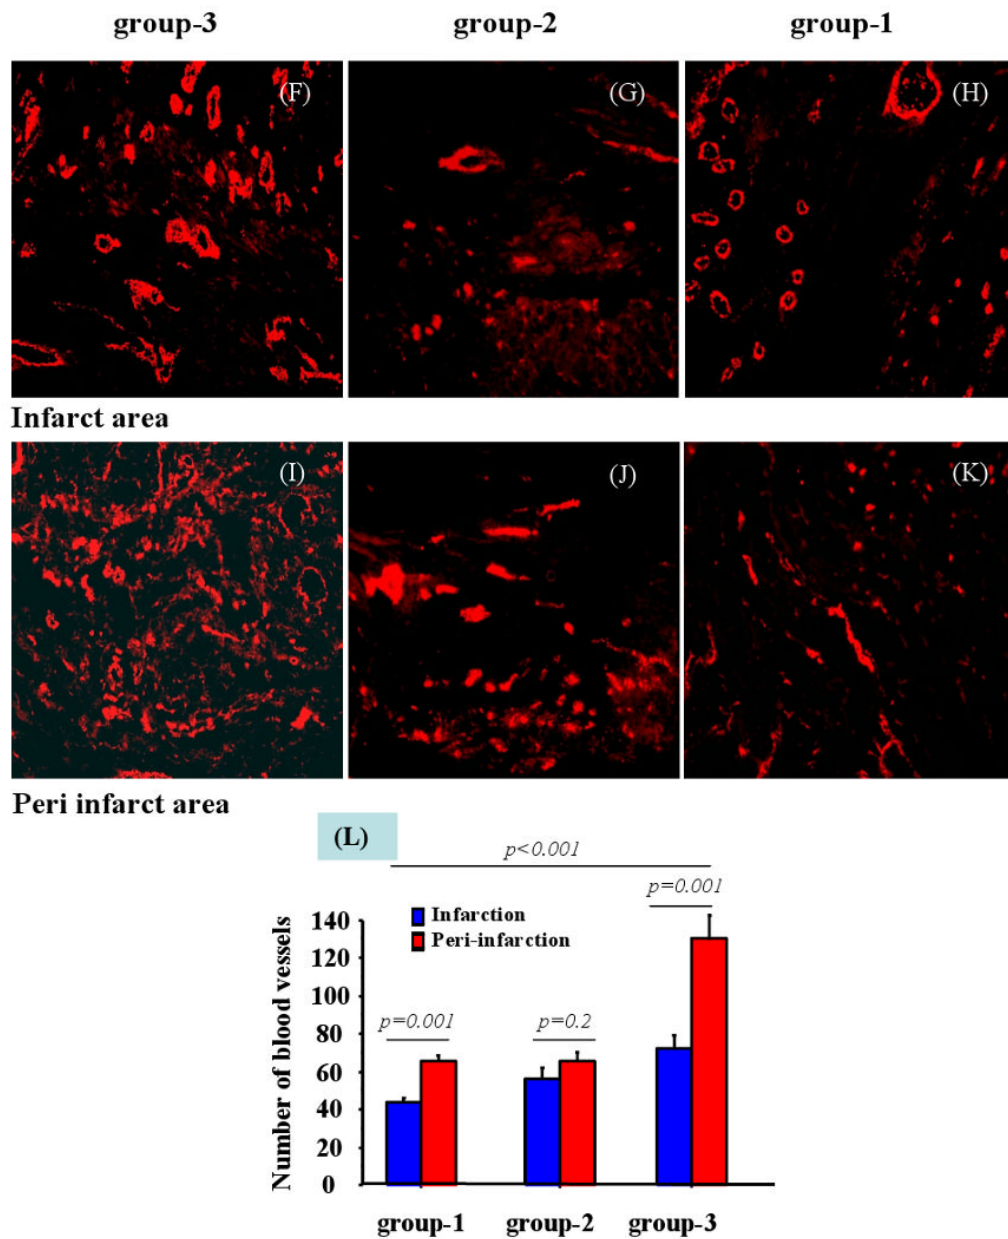 group-3 group-2 group-1
(F) (G) (H)
Infarct area
(I) (J) (K)
Peri infarct area
(L)
p<0.001
p=0.001
Infarction
Peri-infarction
p=0.001 p=0.2
Number of blood vessels
140
120
100
80
60
40
20
0
group-1 group-2 group-3